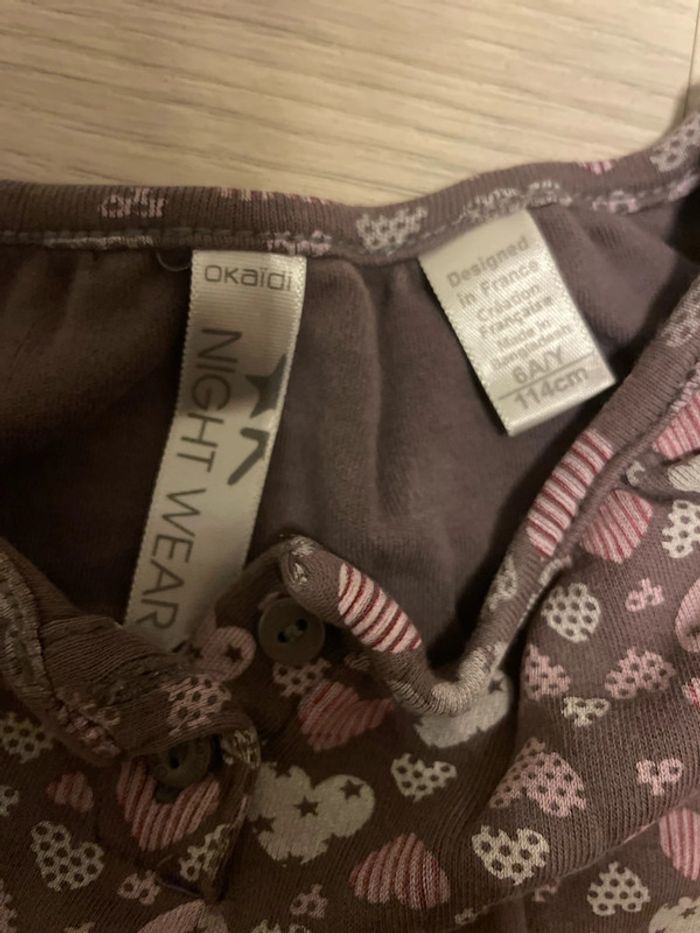 OKAÏDI
NIGHT WEAR
Designed
in France
Création
Française
Made in
Bangladesh
6A/Y
114cm